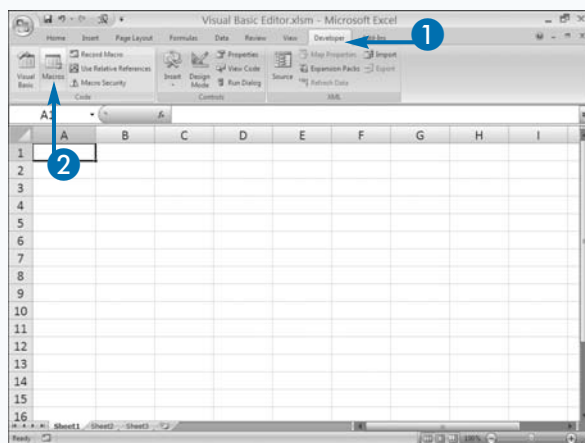 Visual Basic Editor.xlsm - Microsoft Excel
Home Insert Page Layout Formulas Data Review View Developer Add-Ins
1
Visual Basic
Macros
Record Macro
Use Relative References
Macro Security
Code
Insert
Design Mode
Properties
View Code
Run Dialog
Controls
Source
Map Properties
Expansion Packs
Refresh Data
Import
Export
XML
A1
2
A B C D E F G H I
1
2
3
4
5
6
7
8
9
10
11
12
13
14
15
16
Sheet1 Sheet2 Sheet3
Ready
100%